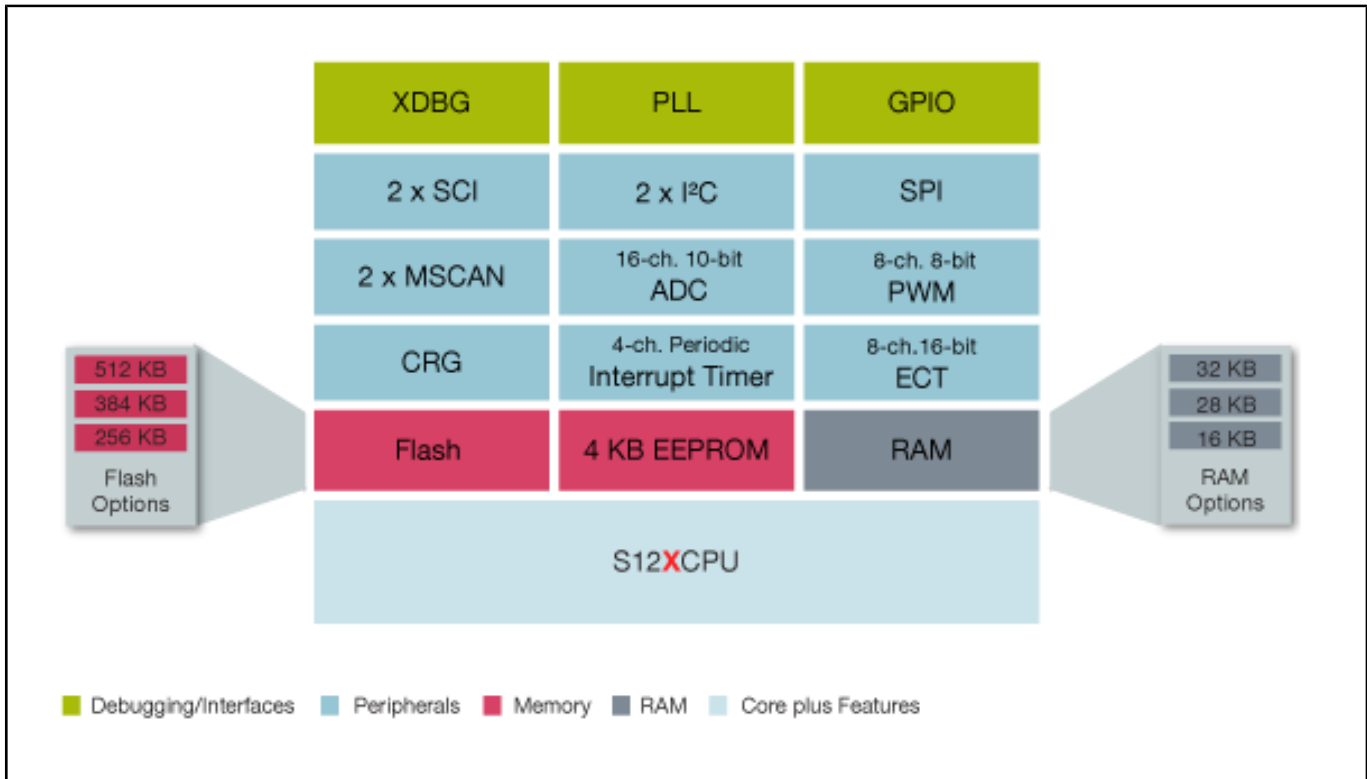 XDBG
PLL
GPIO
2 x SCI
2 x I²C
SPI
2 x MSCAN
16-ch. 10-bit
ADC
8-ch. 8-bit
PWM
CRG
4-ch. Periodic
Interrupt Timer
8-ch.16-bit
ECT
512 KB
384 KB
256 KB
Flash
Options
Flash
4 KB EEPROM
RAM
32 KB
28 KB
16 KB
RAM
Options
S12XCPU
Debugging/Interfaces
Peripherals
Memory
RAM
Core plus Features